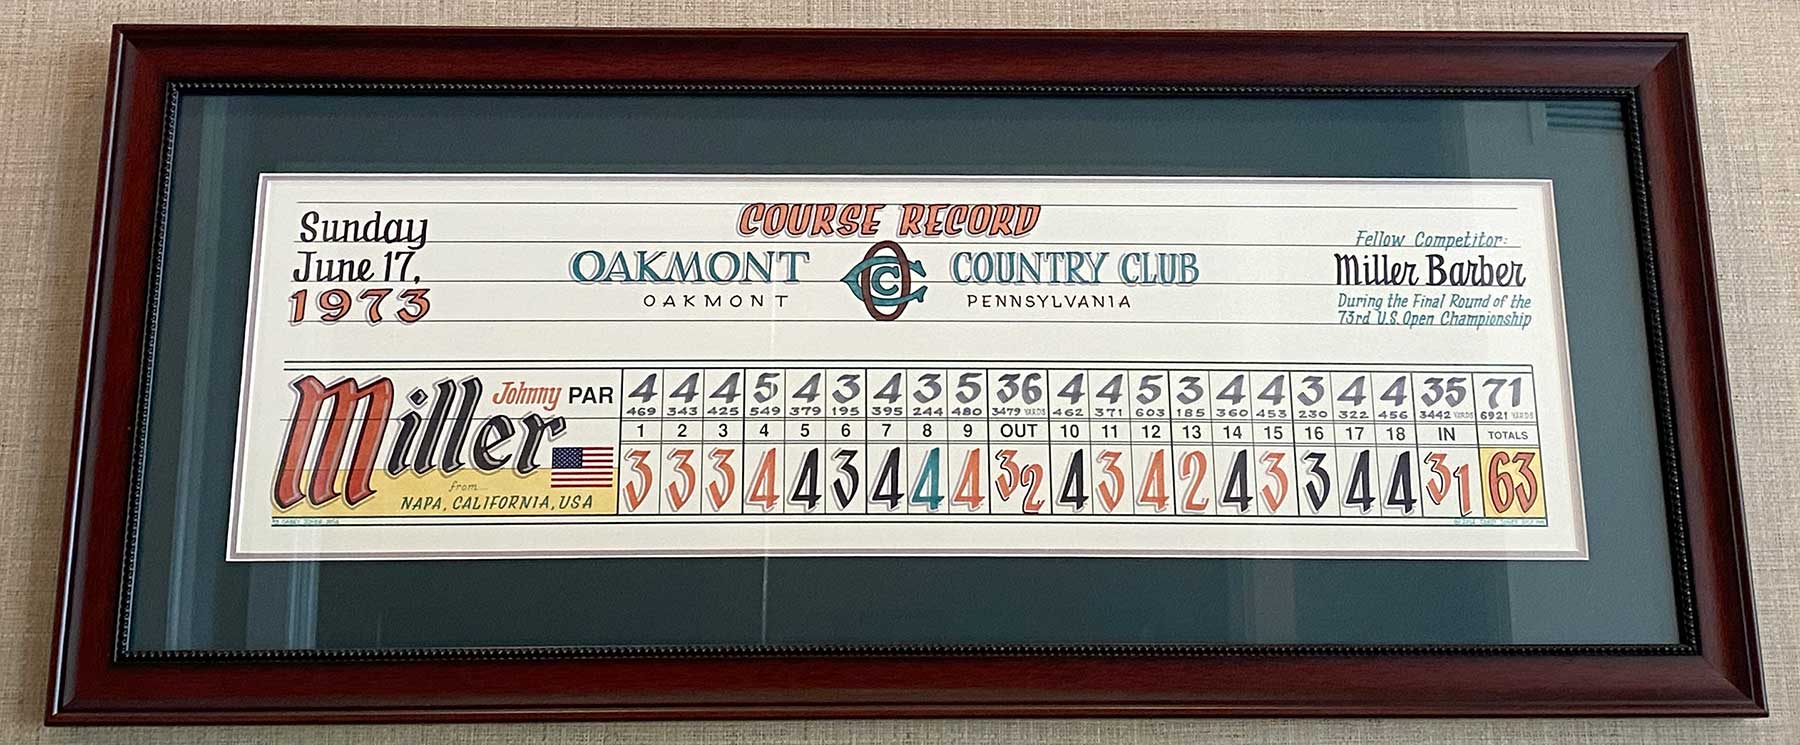 Sunday
June 17,
1973
COURSE RECORD
OAKMONT OCC COUNTRY CLUB
OAKMONT PENNSYLVANIA
Fellow Competitor:
Miller Barber
During the Final Round of the
73rd U.S. Open Championship
Johnny PAR 4 4 4 5 4 3 4 3 5 36 4 4 5 3 4 4 3 4 4 35 71
469 343 425 549 379 195 395 244 480 3479 YARDS 462 371 603 185 360 453 230 322 456 3442 YARDS 6921 YARDS
1 2 3 4 5 6 7 8 9 OUT 10 11 12 13 14 15 16 17 18 IN TOTALS
Miller 3 3 3 4 4 3 4 4 4 32 4 3 4 2 4 3 3 4 4 31 63
from
NAPA, CALIFORNIA, USA